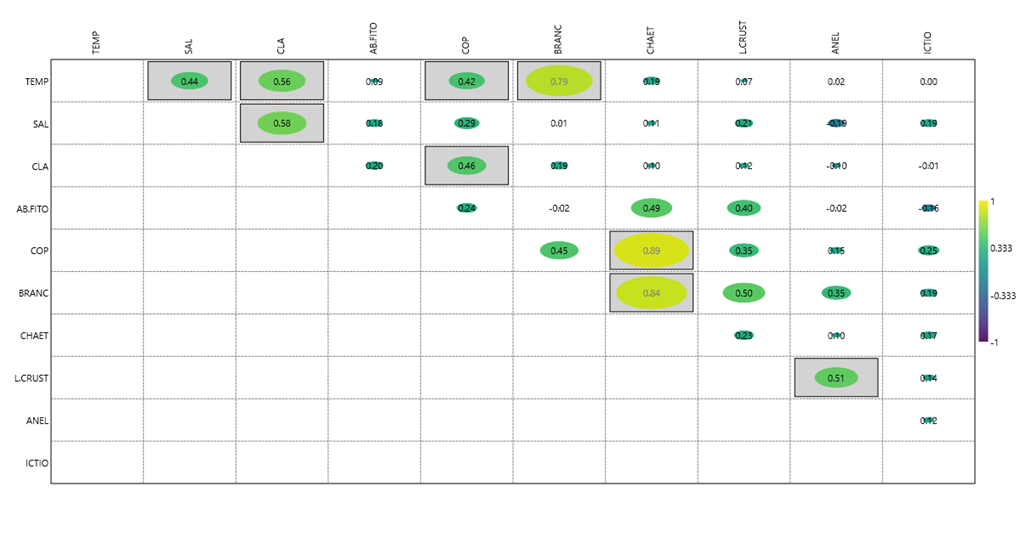 TEMP SAL CLA AB.FITO COP BRANC CHAET L.CRUST ANEL ICTIO
TEMP 0.44 0.56 0.09 0.42 0.79 0.19 0.07 0.02 0.00
SAL 0.58 0.18 0.29 0.01 0.11 0.21 -0.19 0.19
CLA 0.46 0.20 0.19 0.10 0.12 -0.10 -0.01
AB.FITO 0.24 -0.02 0.49 0.40 -0.02 -0.16
1
COP 0.45 0.89 0.35 0.15 0.25
0.333
BRANC 0.84 0.50 0.35 0.19
-0.333
CHAET 0.23 0.10 0.17
-1
L.CRUST 0.51 0.14
ANEL 0.12
ICTIO